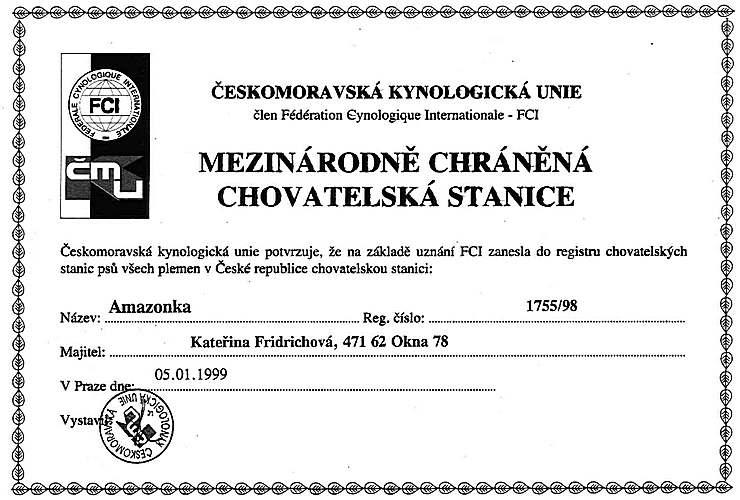 FÉDÉRALE CYNOLOGIQUE INTERNATIONALE
FCI
ČMKU
ČESKOMORAVSKÁ KYNOLOGICKÁ UNIE
člen Fédération Cynologique Internationale - FCI
MEZINÁRODNĚ CHRÁNĚNÁ
CHOVATELSKÁ STANICE
Českomoravská kynologická unie potvrzuje, že na základě uznání FCI zanesla do registru chovatelských
stanic psů všech plemen v České republice chovatelskou stanici:
Název: Amazonka Reg. číslo: 1755/98
Majitel: Kateřina Fridrichová, 471 62 Okna 78
V Praze dne: 05.01.1999
Vystavil:
ČESKOMORAVSKÁ KYNOLOGICKÁ UNIE